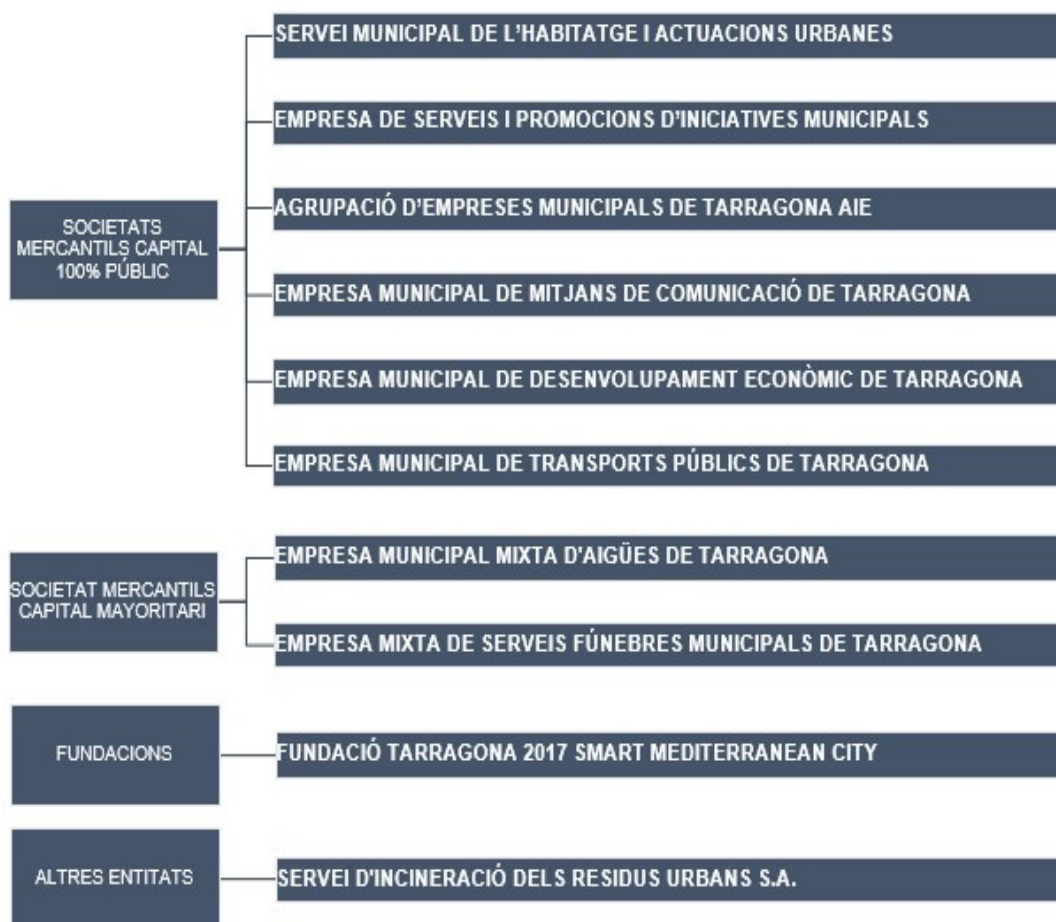 SOCIETATS
MERCANTILS CAPITAL
100% PÚBLIC
SERVEI MUNICIPAL DE L'HABITATGE I ACTUACIONS URBANES
EMPRESA DE SERVEIS I PROMOCIONS D'INICIATIVES MUNICIPALS
AGRUPACIÓ D'EMPRESES MUNICIPALS DE TARRAGONA AIE
EMPRESA MUNICIPAL DE MITJANS DE COMUNICACIÓ DE TARRAGONA
EMPRESA MUNICIPAL DE DESENVOLUPAMENT ECONÒMIC DE TARRAGONA
EMPRESA MUNICIPAL DE TRANSPORTS PÚBLICS DE TARRAGONA
SOCIETAT MERCANTILS
CAPITAL MAYORITARI
EMPRESA MUNICIPAL MIXTA D'AIGÜES DE TARRAGONA
EMPRESA MIXTA DE SERVEIS FÚNEBRES MUNICIPALS DE TARRAGONA
FUNDACIONS
FUNDACIÓ TARRAGONA 2017 SMART MEDITERRANEAN CITY
ALTRES ENTITATS
SERVEI D'INCINERACIÓ DELS RESIDUS URBANS S.A.